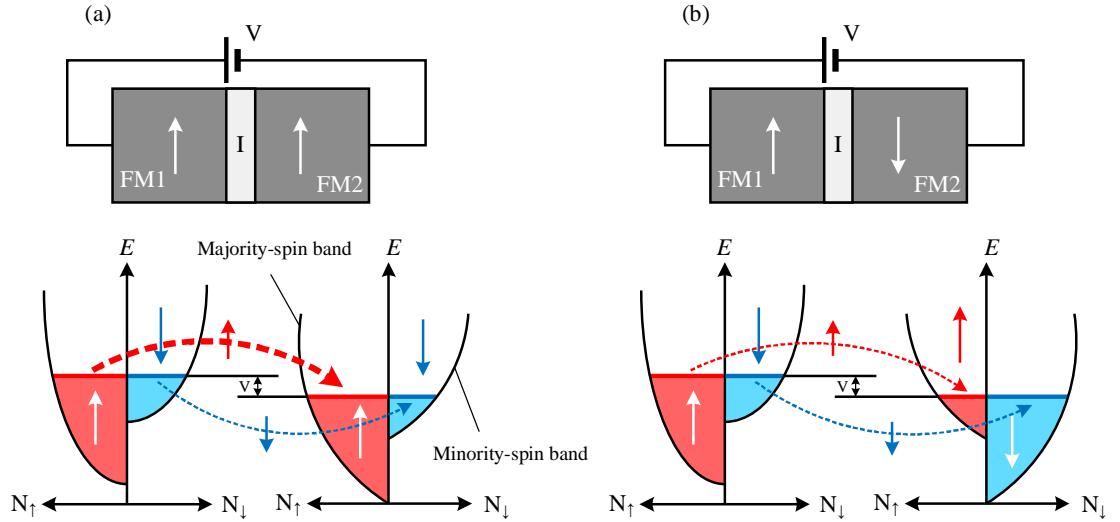 (a)
V
I
FM1
FM2
E
Majority-spin band
E
V
Minority-spin band
N↑
N↓
N↑
N↓
(b)
V
I
FM1
FM2
E
E
V
N↑
N↓
N↑
N↓